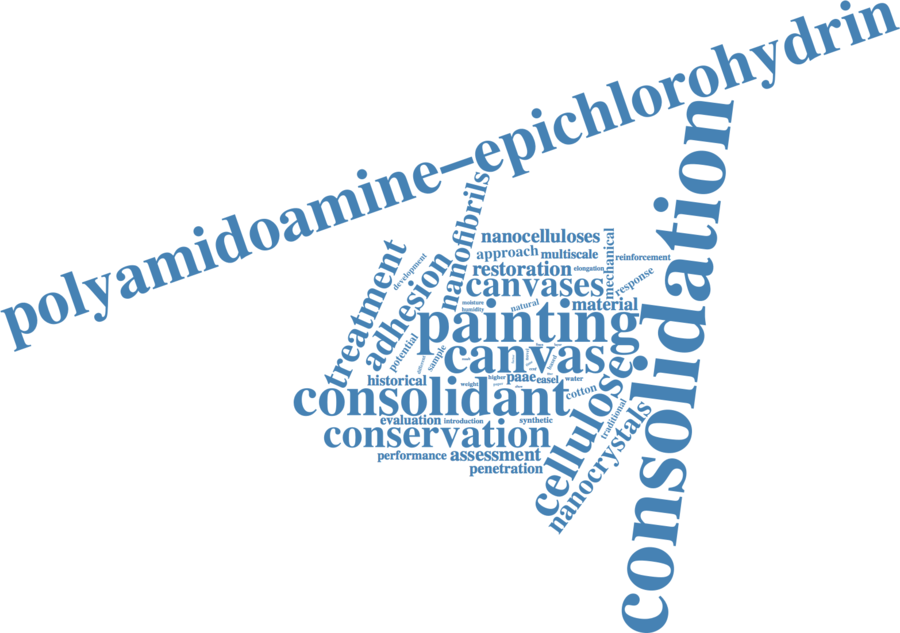 polyamidoamine–epichlorohydrin
consolidation
nanofibrils
treatment
development
adhesion
nanocelluloses
approach
multiscale
mechanical
reinforcement
restoration
elongation
response
canvases
moisture
humidity
natural
material
painting
potential
sample
canvas
historical
weight
higher
paae
easel
water
cotton
consolidant
cellulose
traditional
evaluation
introduction
synthetic
conservation
nanocrystals
performance
assessment
penetration